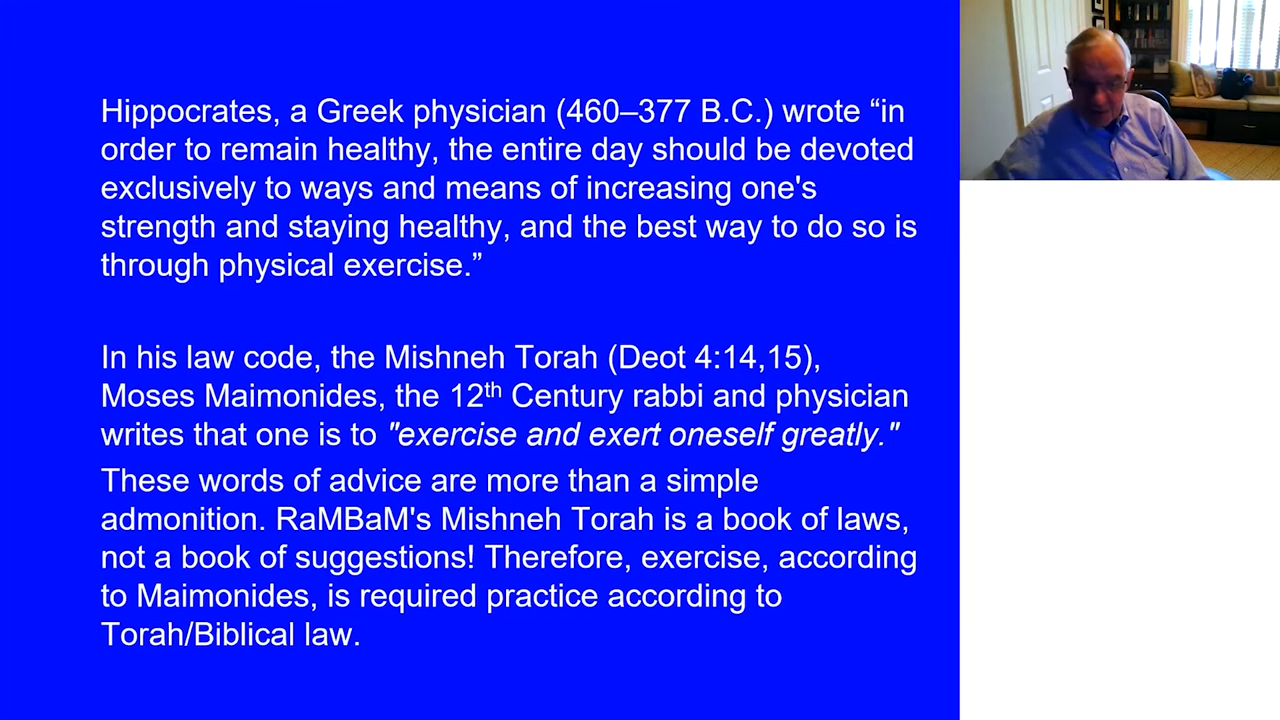 Hippocrates, a Greek physician (460–377 B.C.) wrote “in
order to remain healthy, the entire day should be devoted
exclusively to ways and means of increasing one's
strength and staying healthy, and the best way to do so is
through physical exercise.”
In his law code, the Mishneh Torah (Deot 4:14,15),
Moses Maimonides, the 12th Century rabbi and physician
writes that one is to "exercise and exert oneself greatly."
These words of advice are more than a simple
admonition. RaMBaM's Mishneh Torah is a book of laws,
not a book of suggestions! Therefore, exercise, according
to Maimonides, is required practice according to
Torah/Biblical law.